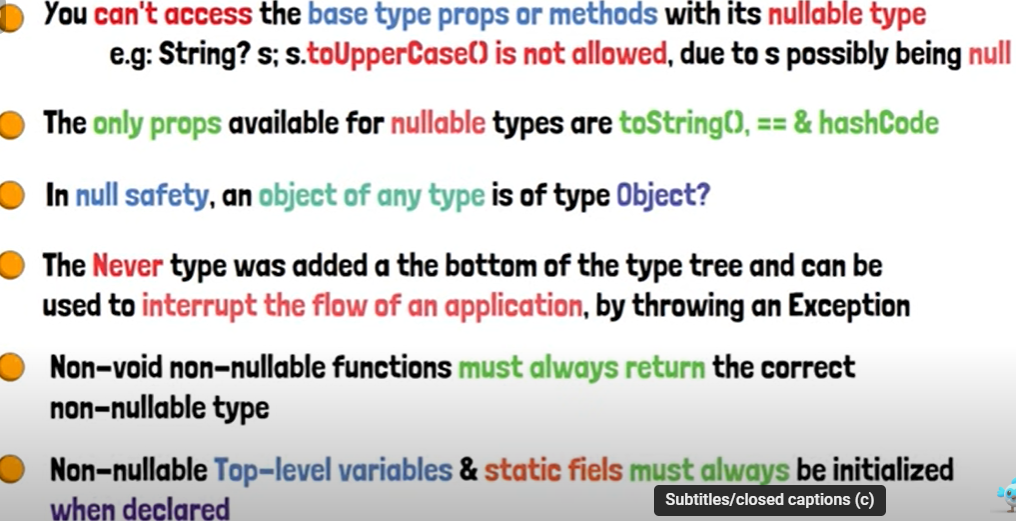 You can't access the base type props or methods with its nullable type
e.g: String? s; s.toUpperCase() is not allowed, due to s possibly being null
The only props available for nullable types are toString(), == & hashCode
In null safety, an object of any type is of type Object?
The Never type was added a the bottom of the type tree and can be
used to interrupt the flow of an application, by throwing an Exception
Non-void non-nullable functions must always return the correct
non-nullable type
Non-nullable Top-level variables & static fiels must always be initialized
when declared
Subtitles/closed captions (c)